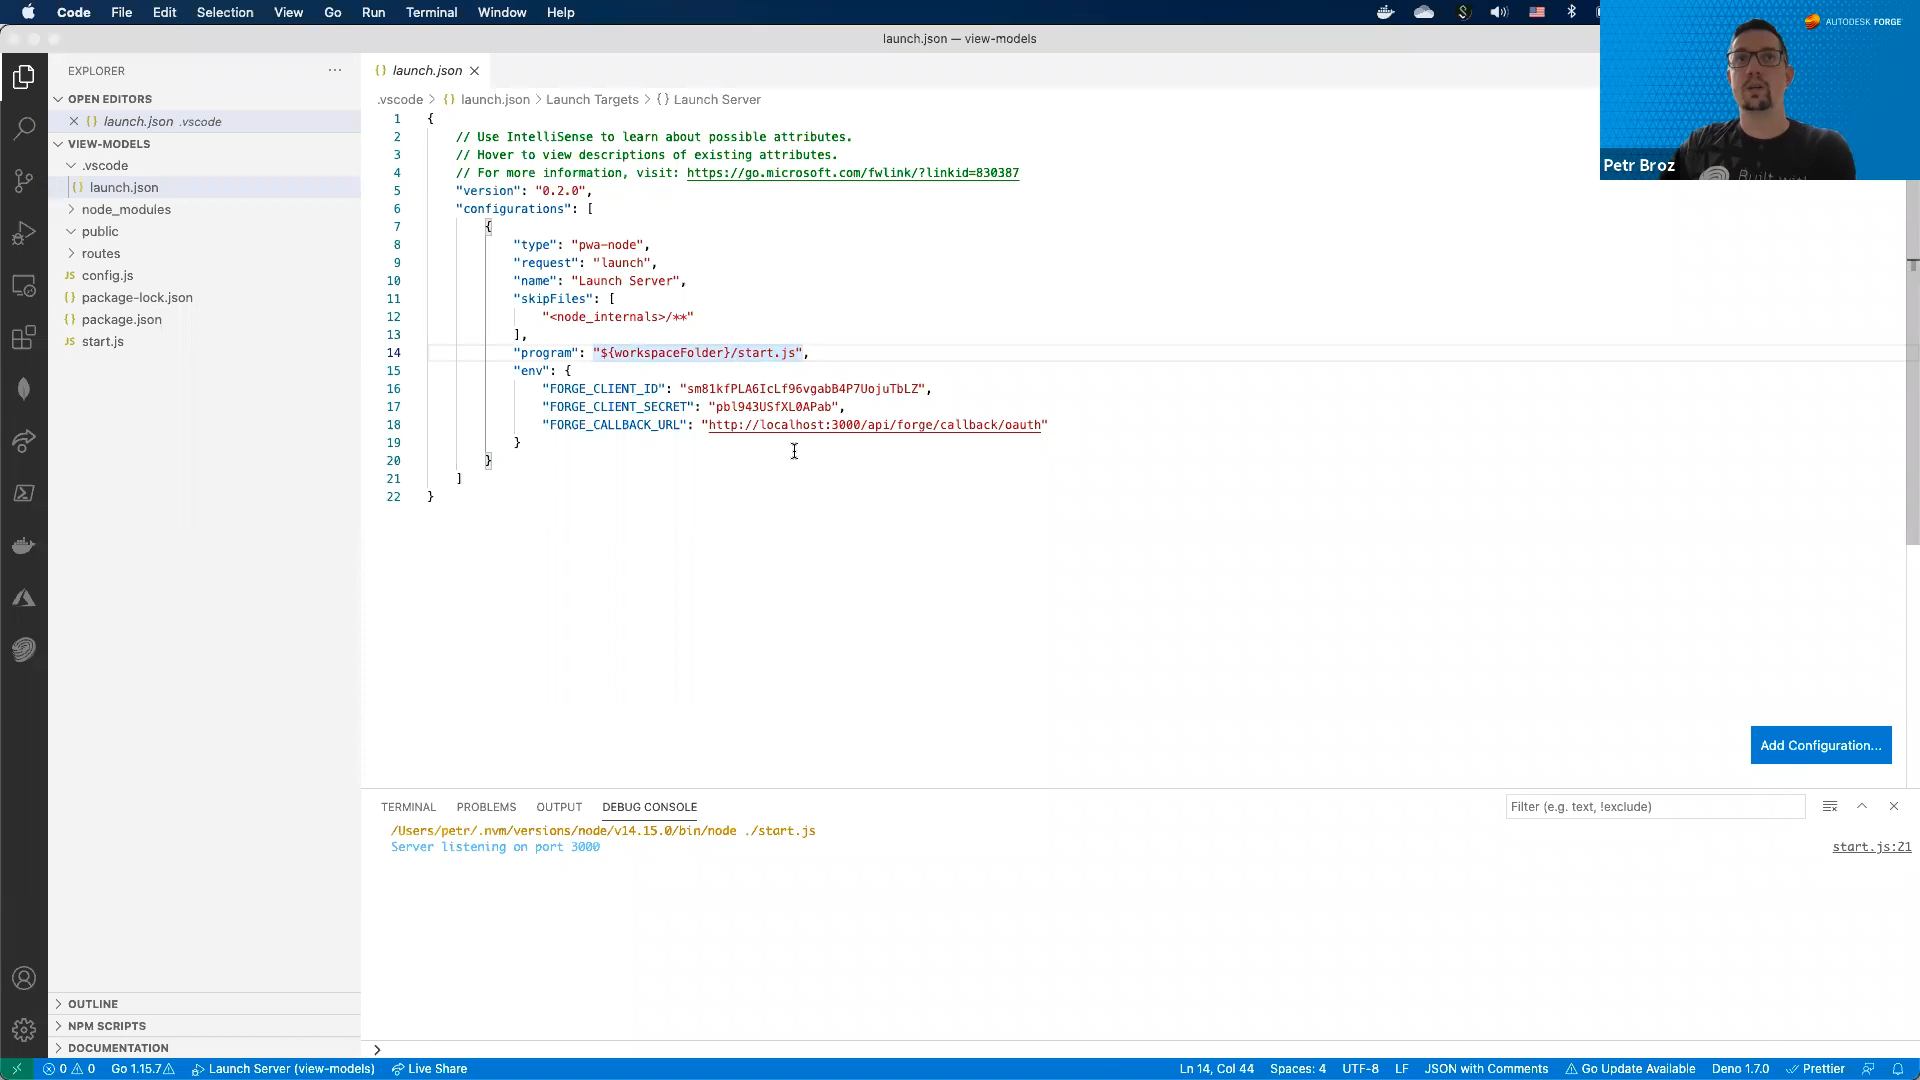 Code File Edit Selection View Go Run Terminal Window Help
launch.json — view-models
AUTODESK FORGE
Petr Broz
Built with
EXPLORER
OPEN EDITORS
launch.json .vscode
VIEW-MODELS
.vscode
launch.json
node_modules
public
routes
config.js
package-lock.json
package.json
start.js
OUTLINE
NPM SCRIPTS
DOCUMENTATION
launch.json
.vscode > launch.json > Launch Targets > {} Launch Server
1 {
2 // Use IntelliSense to learn about possible attributes.
3 // Hover to view descriptions of existing attributes.
4 // For more information, visit: https://go.microsoft.com/fwlink/?linkid=830387
5 "version": "0.2.0",
6 "configurations": [
7 {
8 "type": "pwa-node",
9 "request": "launch",
10 "name": "Launch Server",
11 "skipFiles": [
12 "<node_internals>/**"
13 ],
14 "program": "${workspaceFolder}/start.js",
15 "env": {
16 "FORGE_CLIENT_ID": "sm81kfPLA6IcLf96vgabB4P7UojuTbLZ",
17 "FORGE_CLIENT_SECRET": "pbl943USfXL0APab",
18 "FORGE_CALLBACK_URL": "http://localhost:3000/api/forge/callback/oauth"
19 }
20 }
21 ]
22 }
Add Configuration...
TERMINAL PROBLEMS OUTPUT DEBUG CONSOLE
Filter (e.g. text, !exclude)
/Users/petr/.nvm/versions/node/v14.15.0/bin/node ./start.js
Server listening on port 3000
start.js:21
0 0 Go 1.15.7 Launch Server (view-models) Live Share
Ln 14, Col 44 Spaces: 4 UTF-8 LF JSON with Comments Go Update Available Deno 1.7.0 Prettier